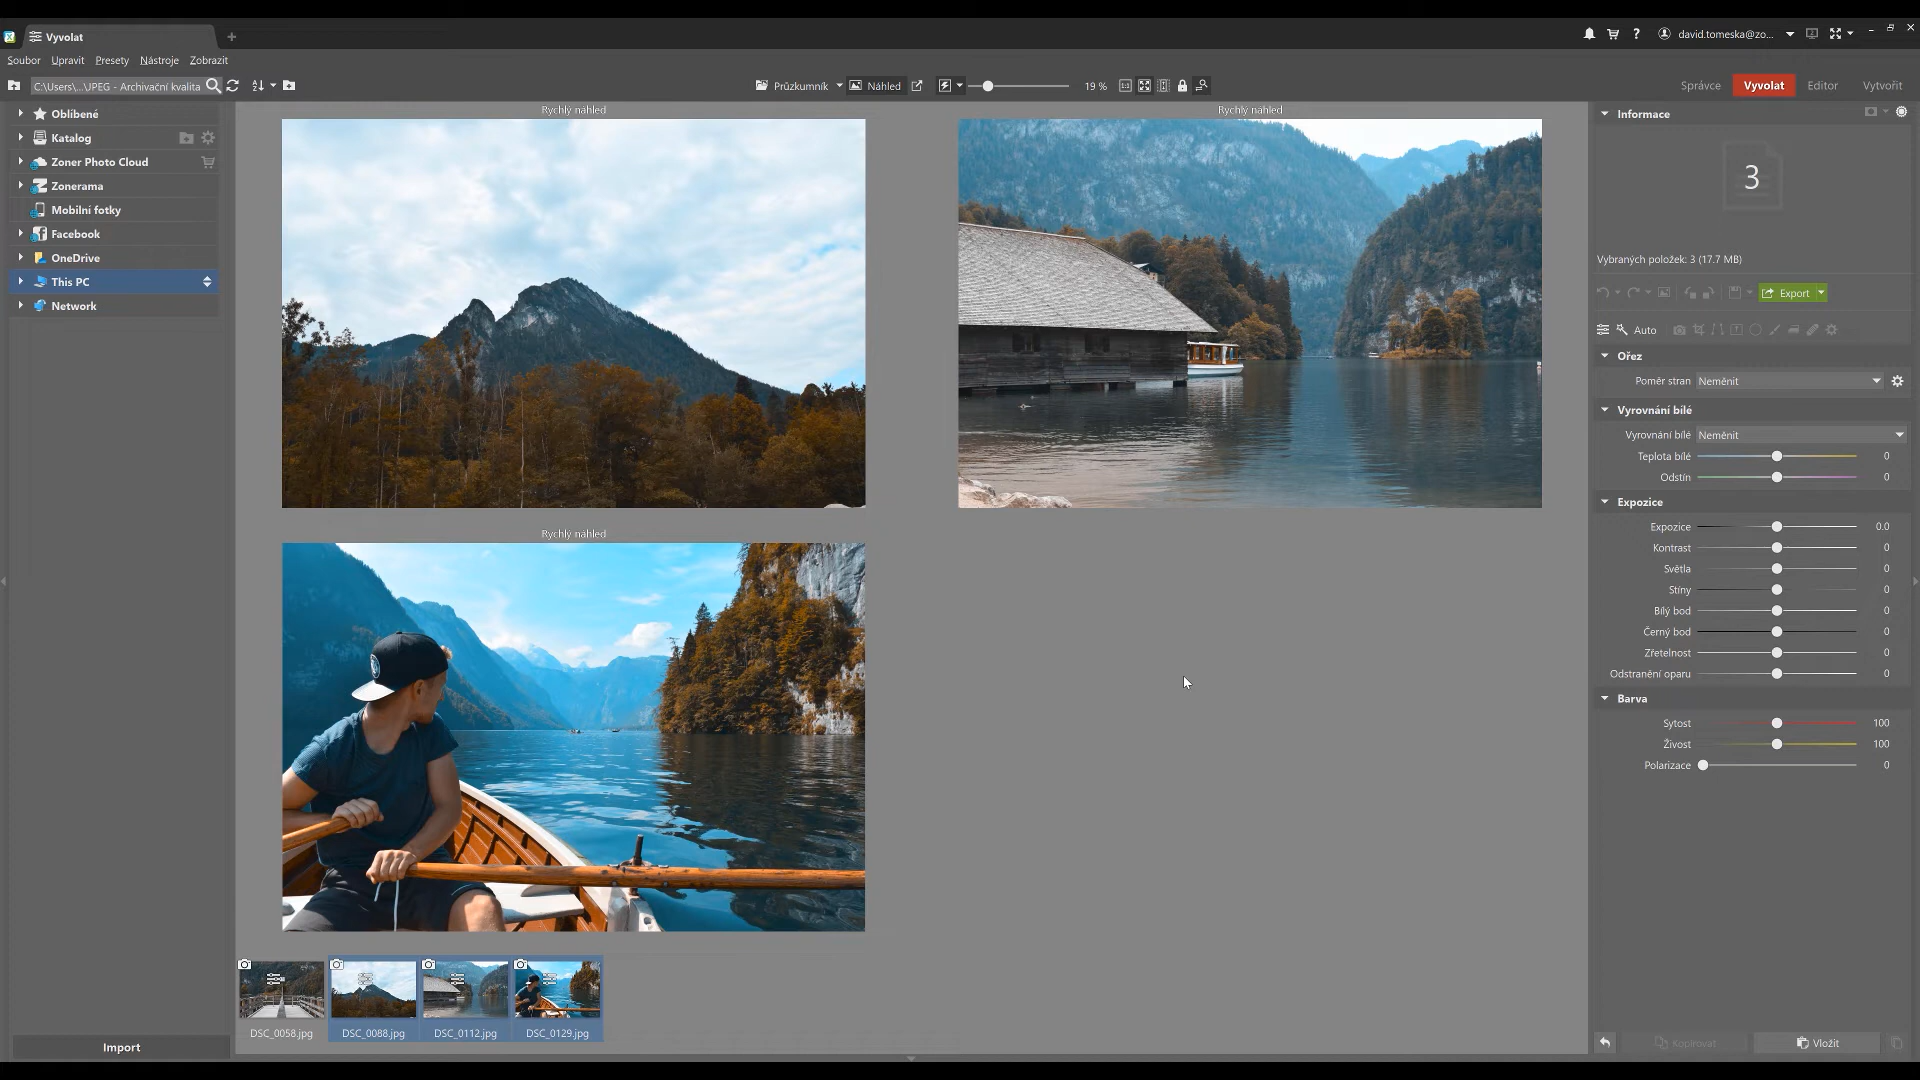 Vyvolat
david.tomeska@zo...
Soubor Upravit Presety Nástroje Zobrazit
C:\Users\...\JPEG - Archivační kvalita
Průzkumník Náhled 19 %
Správce Vyvolat Editor Vytvořit
Oblíbené
Katalog
Zoner Photo Cloud
Zonerama
Mobilní fotky
Facebook
OneDrive
This PC
Network
Import
Rychlý náhled
Rychlý náhled
Rychlý náhled
DSC_0058.jpg DSC_0088.jpg DSC_0112.jpg DSC_0129.jpg
Informace
3
Vybraných položek: 3 (17.7 MB)
Export
Auto
Ořez
Poměr stran Neměnit
Vyrovnání bílé
Vyrovnání bílé Neměnit
Teplota bílé 0
Odstín 0
Expozice
Expozice 0.0
Kontrast 0
Světla 0
Stíny 0
Bílý bod 0
Černý bod 0
Zřetelnost 0
Odstranění oparu 0
Barva
Sytost 100
Živost 100
Polarizace 0
Kopírovat Vložit